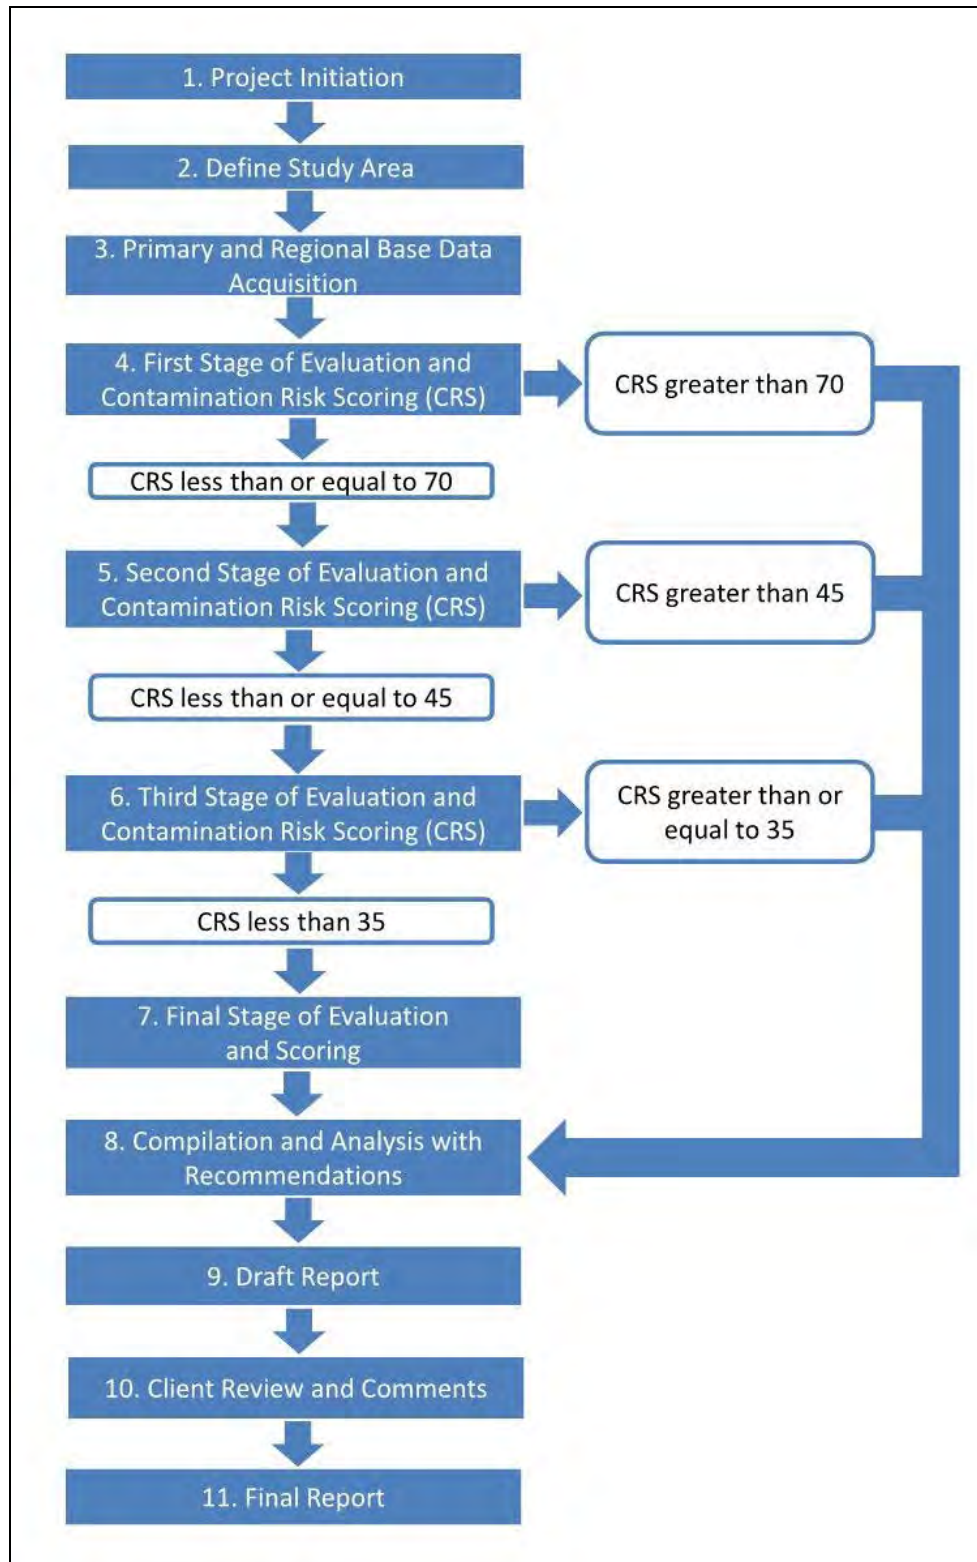 1. Project Initiation
2. Define Study Area
3. Primary and Regional Base Data
Acquisition
4. First Stage of Evaluation and
Contamination Risk Scoring (CRS)
CRS greater than 70
CRS less than or equal to 70
5. Second Stage of Evaluation and
Contamination Risk Scoring (CRS)
CRS greater than 45
CRS less than or equal to 45
6. Third Stage of Evaluation and
Contamination Risk Scoring (CRS)
CRS greater than or
equal to 35
CRS less than 35
7. Final Stage of Evaluation
and Scoring
8. Compilation and Analysis with
Recommendations
9. Draft Report
10. Client Review and Comments
11. Final Report